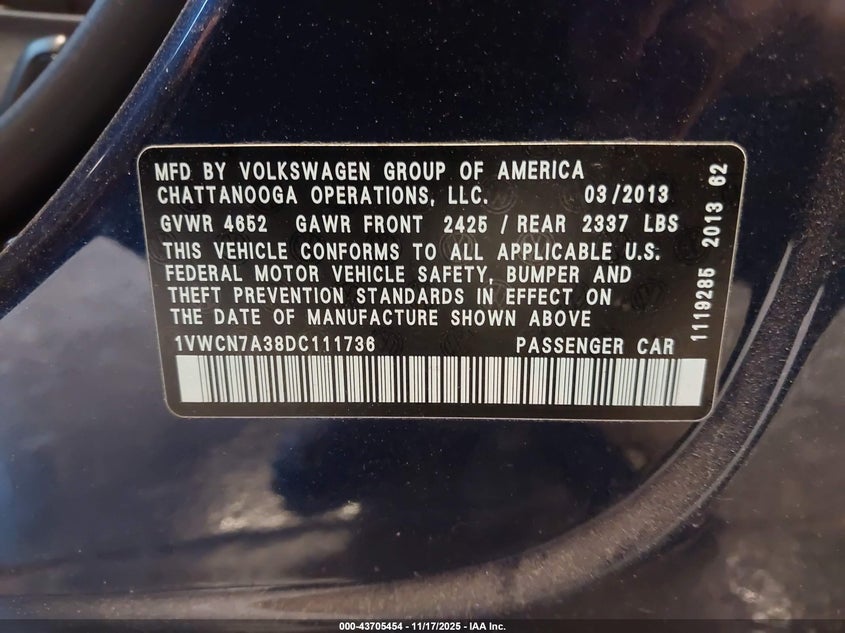 MFD BY VOLKSWAGEN GROUP OF AMERICA
CHATTANOOGA OPERATIONS, LLC. 03/2013
GVWR 4652 GAWR FRONT 2425 / REAR 2337 LBS
THIS VEHICLE CONFORMS TO ALL APPLICABLE U.S.
FEDERAL MOTOR VEHICLE SAFETY, BUMPER AND
THEFT PREVENTION STANDARDS IN EFFECT ON
THE DATE OF MANUFACTURE SHOWN ABOVE
1VWCN7A38DC111736 PASSENGER CAR
1119285 2013 62
000-43705454 - 11/17/2025 - IAA Inc.